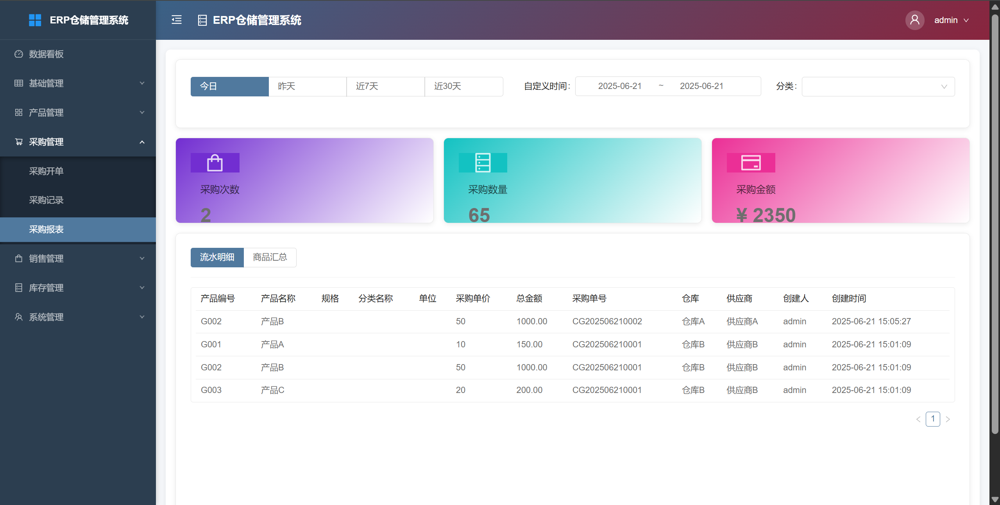 ERP仓储管理系统
ERP仓储管理系统
admin
数据看板
基础管理
产品管理
采购管理
采购开单
采购记录
采购报表
销售管理
库存管理
系统管理
今日 昨天 近7天 近30天 自定义时间: 2025-06-21 ~ 2025-06-21 分类:
采购次数
2
采购数量
65
采购金额
¥ 2350
流水明细 商品汇总
产品编号 产品名称 规格 分类名称 单位 采购单价 总金额 采购单号 仓库 供应商 创建人 创建时间
G002 产品B 50 1000.00 CG202506210002 仓库A 供应商A admin 2025-06-21 15:05:27
G001 产品A 10 150.00 CG202506210001 仓库B 供应商B admin 2025-06-21 15:01:09
G002 产品B 50 1000.00 CG202506210001 仓库B 供应商B admin 2025-06-21 15:01:09
G003 产品C 20 200.00 CG202506210001 仓库B 供应商B admin 2025-06-21 15:01:09
1